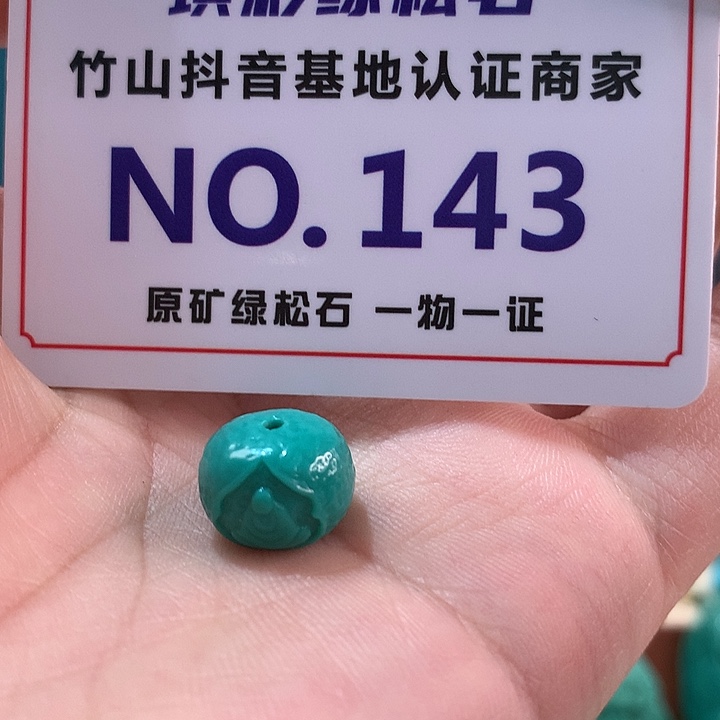 竹山抖音基地认证商家
NO.143
原矿绿松石 一物一证